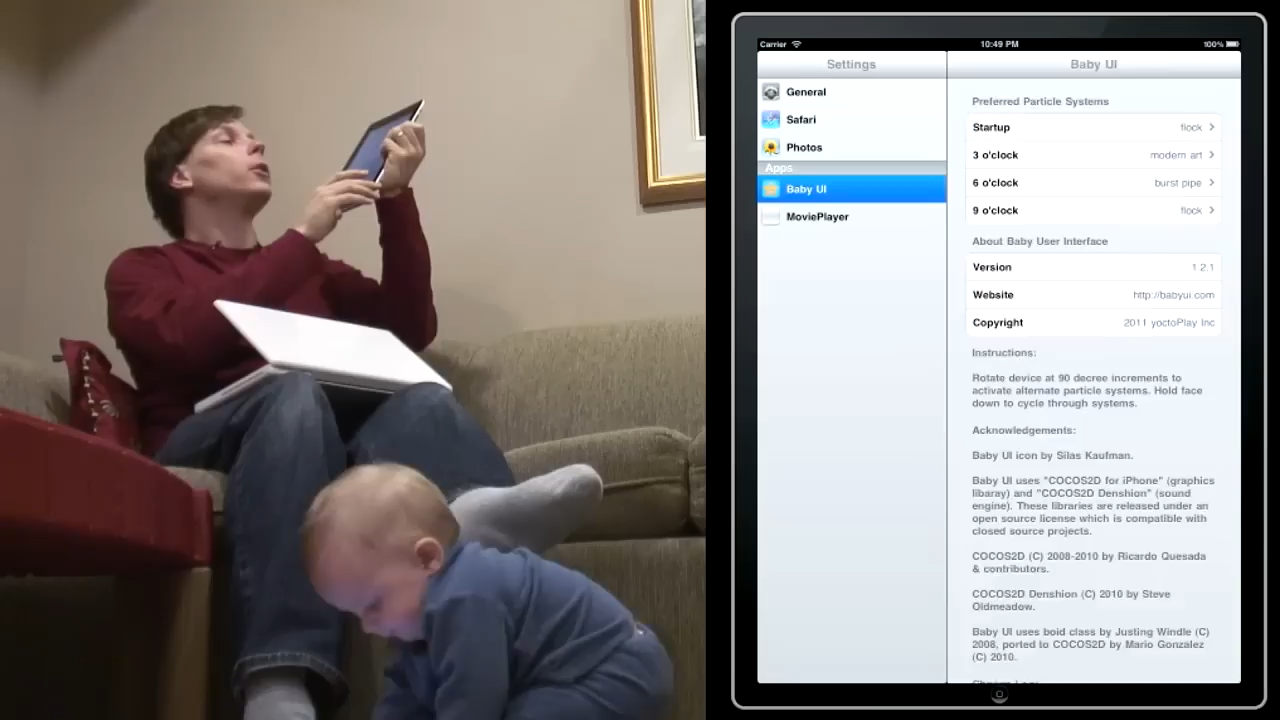 Carrier 10:49 PM 100%
Settings
Baby UI
General
Safari
Photos
Apps
Baby UI
MoviePlayer
Preferred Particle Systems
Startup flock
3 o'clock modern art
6 o'clock burst pipe
9 o'clock flock
About Baby User Interface
Version 1.2.1
Website http://babyui.com
Copyright 2011 yoctoPlay Inc
Instructions:
Rotate device at 90 decree increments to
activate alternate particle systems. Hold face
down to cycle through systems.
Acknowledgements:
Baby UI icon by Silas Kaufman.
Baby UI uses "COCOS2D for iPhone" (graphics
libaray) and "COCOS2D Denshion" (sound
engine). These libraries are released under an
open source license which is compatible with
closed source projects.
COCOS2D (C) 2008-2010 by Ricardo Quesada
& contributors.
COCOS2D Denshion (C) 2010 by Steve
Oldmeadow.
Baby UI uses boid class by Justing Windle (C)
2008, ported to COCOS2D by Mario Gonzalez
(C) 2010.